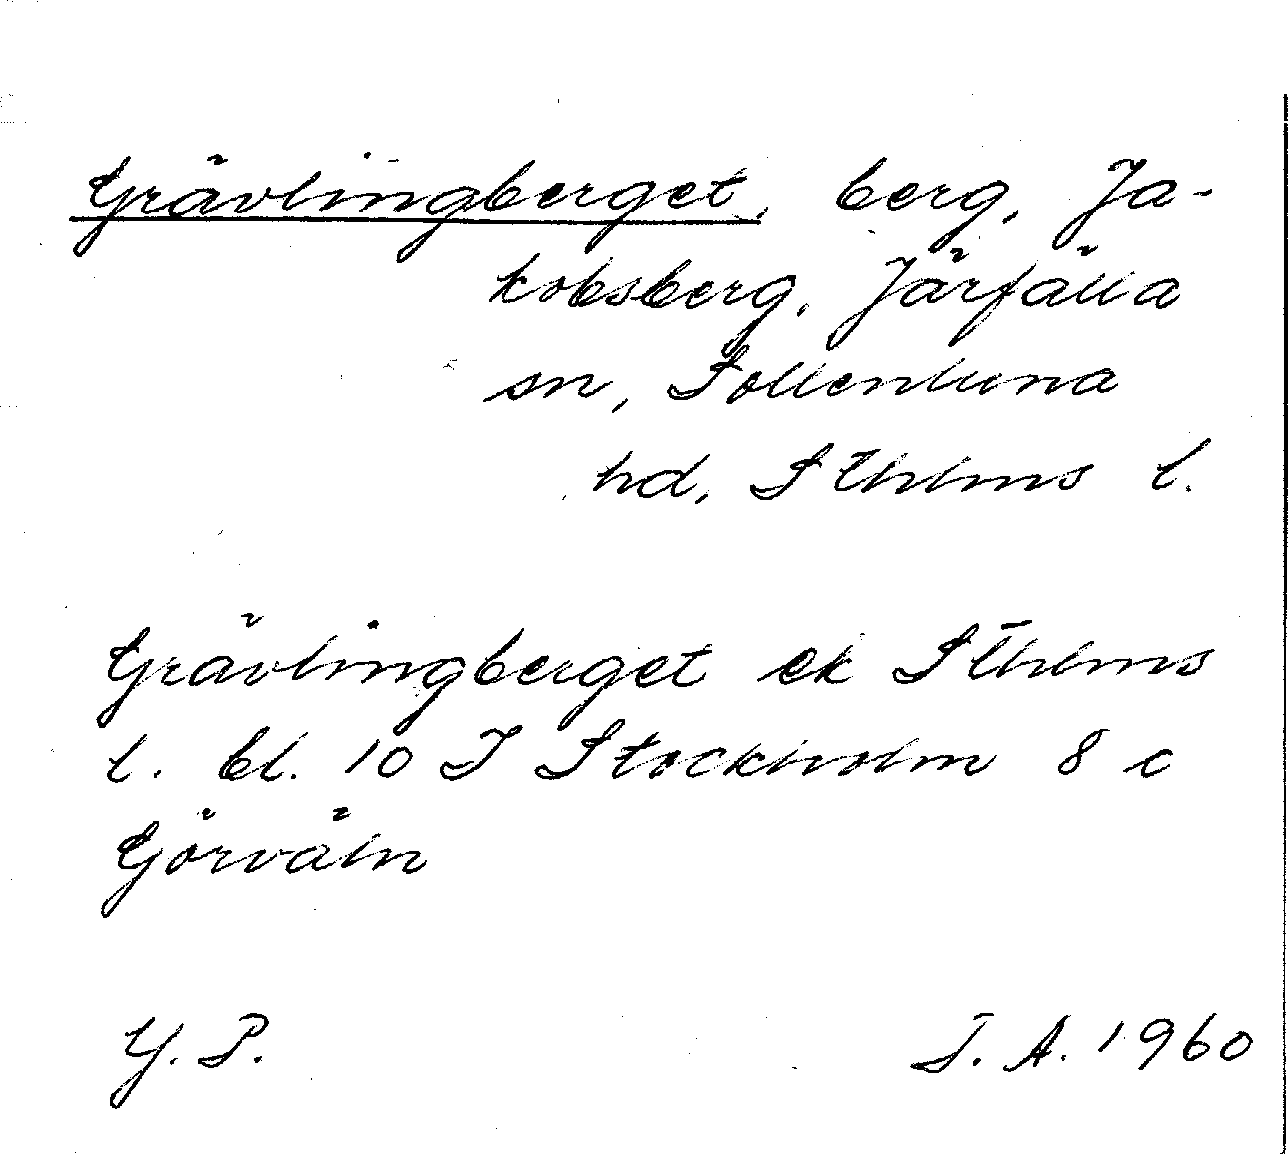 Grävlingberget, berg, Ja-
kobsberg, Järfälla
sn, Sollentuna
hd, Sthlms l.
Grävlingberget ek Sthlms
l. bl. 10 I Stockholm 8 c
Görväln
Y. P.
I. A. 1960